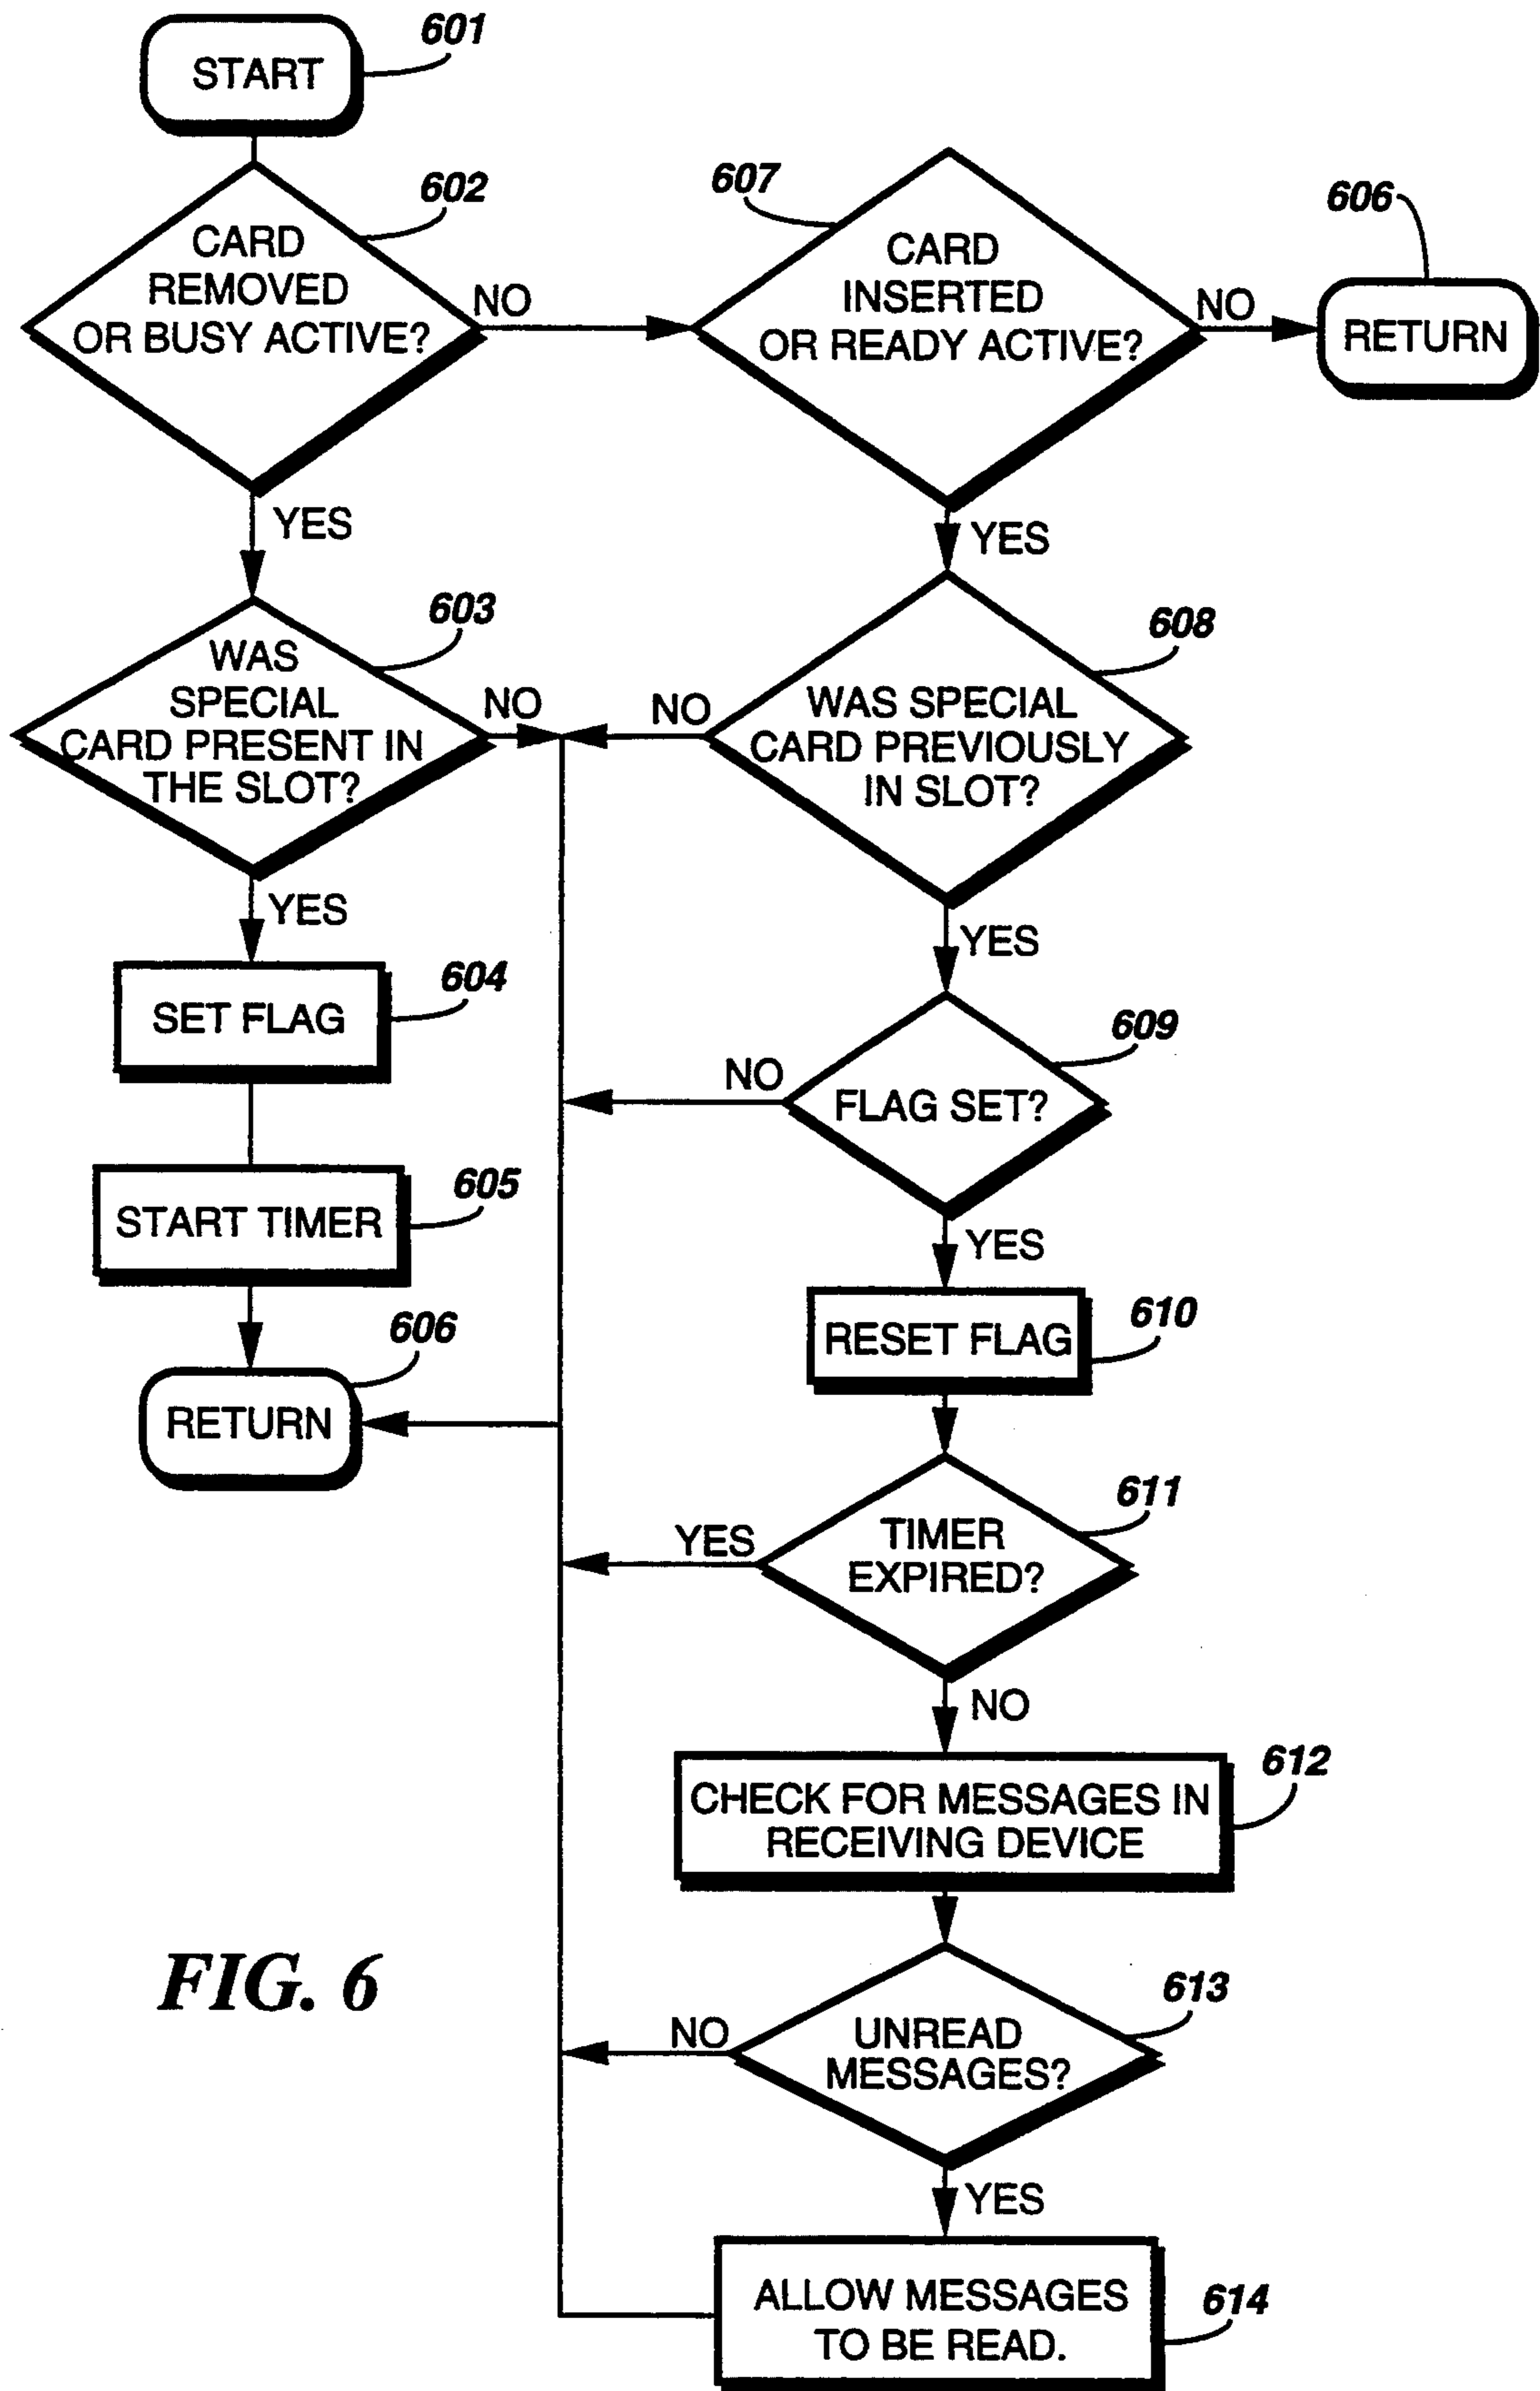 START
601
CARD
REMOVED
OR BUSY ACTIVE?
602
NO
YES
607
CARD
INSERTED
OR READY ACTIVE?
NO
YES
606
RETURN
WAS
SPECIAL
CARD PRESENT IN
THE SLOT?
603
NO
YES
WAS SPECIAL
CARD PREVIOUSLY
IN SLOT?
608
NO
YES
SET FLAG
604
START TIMER
605
RETURN
606
FLAG SET?
609
NO
YES
RESET FLAG
610
TIMER
EXPIRED?
611
YES
NO
CHECK FOR MESSAGES IN
RECEIVING DEVICE
612
UNREAD
MESSAGES?
613
NO
YES
ALLOW MESSAGES
TO BE READ.
614
FIG. 6